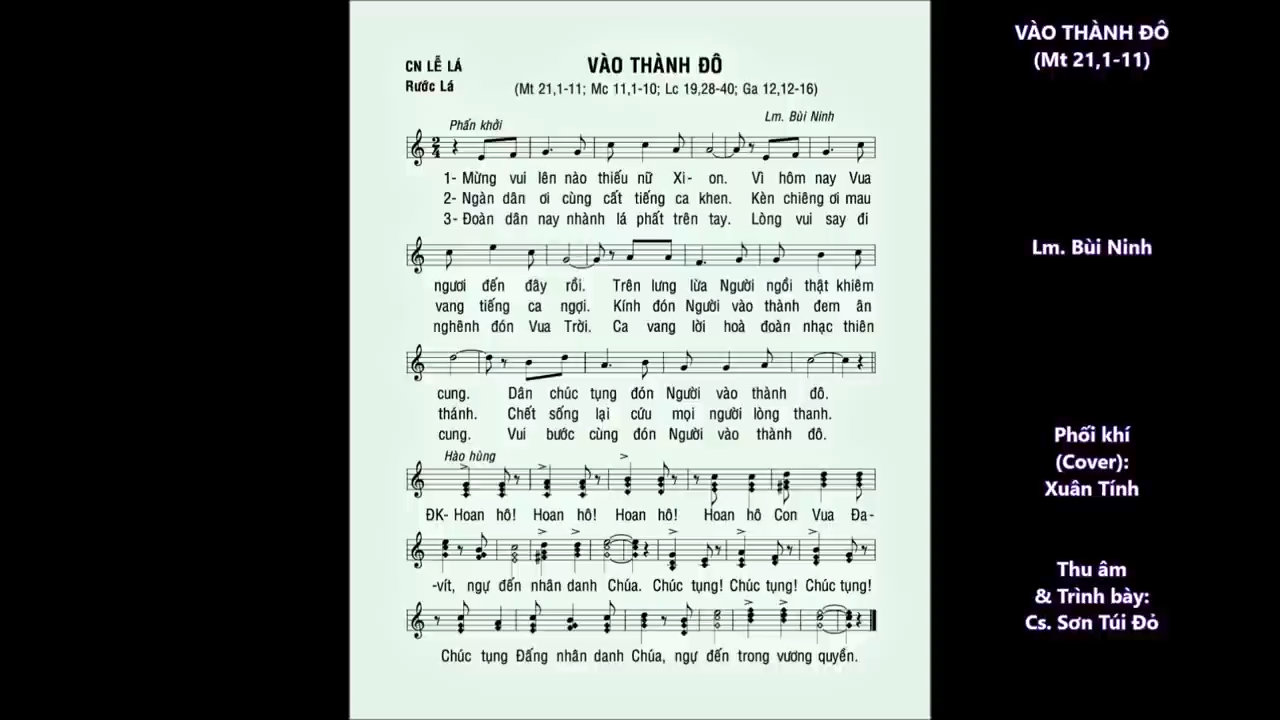 CN LỄ LÁ
Rước Lá
VÀO THÀNH ĐÔ
(Mt 21,1-11; Mc 11,1-10; Lc 19,28-40; Ga 12,12-16)
Lm. Bùi Ninh
Phấn khởi
2
4
1- Mừng vui lên nào thiếu nữ Xi- on. Vì hôm nay Vua
2- Ngàn dân ơi cùng cất tiếng ca khen. Kèn chiêng ơi mau
3- Đoàn dân nay nhành lá phất trên tay. Lòng vui say đi
ngươi đến đây rồi. Trên lưng lừa Người ngồi thật khiêm
vang tiếng ca ngợi. Kính đón Người vào thành đem ân
nghênh đón Vua Trời. Ca vang lời hoà đoàn nhạc thiên
cung. Dân chúc tụng đón Người vào thành đô.
thánh. Chết sống lại cứu mọi người lòng thanh.
cung. Vui bước cùng đón Người vào thành đô.
Hào hùng
ĐK- Hoan hô! Hoan hô! Hoan hô! Hoan hô Con Vua Đa-
-vít, ngự đến nhân danh Chúa. Chúc tụng! Chúc tụng! Chúc tụng!
Chúc tụng Đấng nhân danh Chúa, ngự đến trong vương quyền.
VÀO THÀNH ĐÔ
(Mt 21,1-11)
Lm. Bùi Ninh
Phối khí
(Cover):
Xuân Tính
Thu âm
& Trình bày:
Cs. Sơn Túi Đỏ